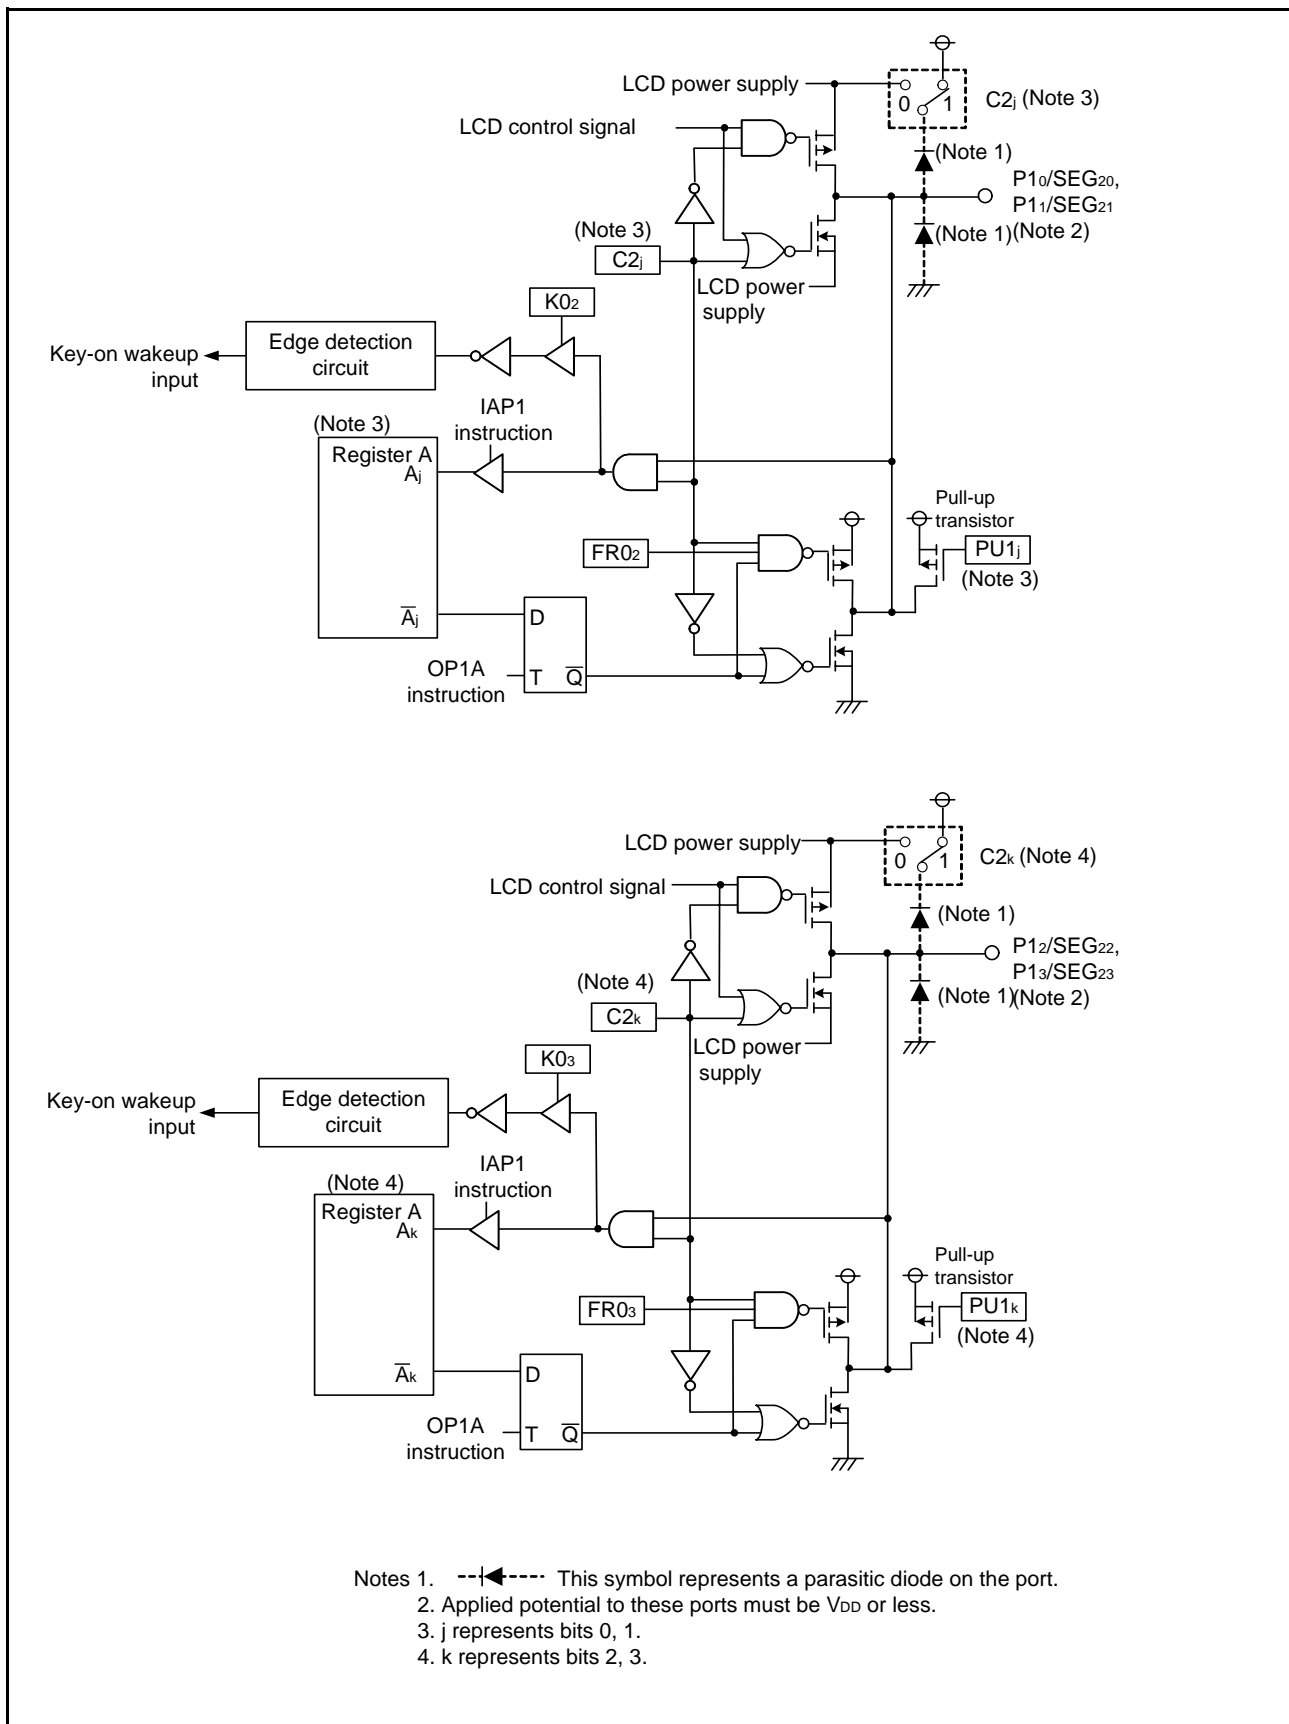 LCD power supply
0 1
C2j (Note 3)
LCD control signal
(Note 1)
P10/SEG20,
P11/SEG21
(Note 1)(Note 2)
(Note 3)
C2j
LCD power
supply
K02
Edge detection
circuit
Key-on wakeup
input
IAP1
instruction
(Note 3)
Register A
Aj
Pull-up
transistor
FR02
PU1j
(Note 3)
Aj
D
T Q
OP1A
instruction
LCD power supply
0 1
C2k (Note 4)
LCD control signal
(Note 1)
P12/SEG22,
P13/SEG23
(Note 1)(Note 2)
(Note 4)
C2k
LCD power
supply
K03
Edge detection
circuit
Key-on wakeup
input
IAP1
instruction
(Note 4)
Register A
Ak
Pull-up
transistor
FR03
PU1k
(Note 4)
Ak
D
T Q
OP1A
instruction
Notes 1. This symbol represents a parasitic diode on the port.
2. Applied potential to these ports must be VDD or less.
3. j represents bits 0, 1.
4. k represents bits 2, 3.